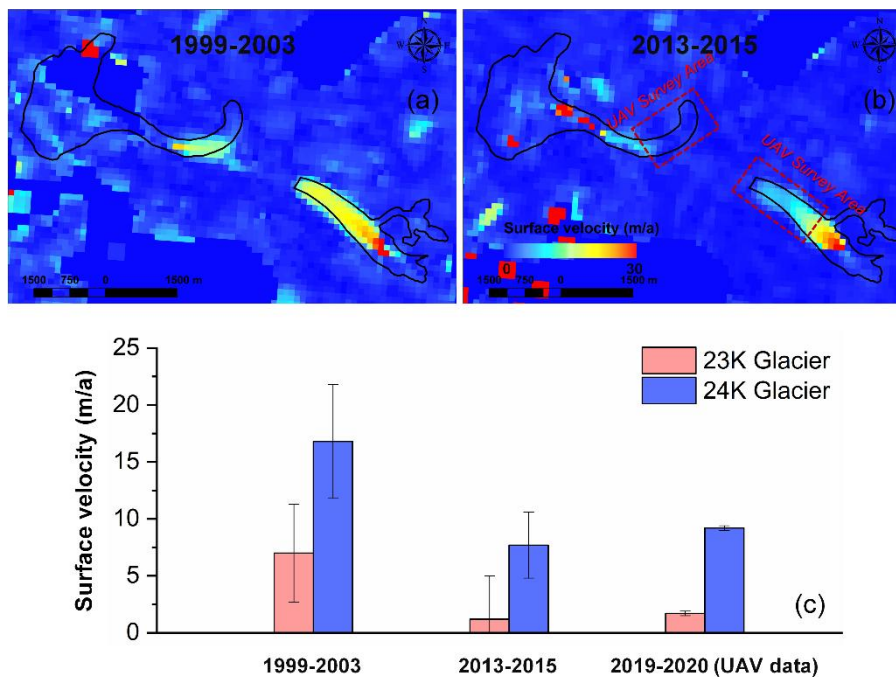 1999-2003
N
W E
S
(a)
1500 750 0 1500 m
2013-2015
N
W E
S
(b)
UAV Survey Area
UAV Survey Area
Surface velocity (m/a)
0 30
1500 750 0 1500 m
25
20
15
10
5
0
Surface velocity (m/a)
23K Glacier
24K Glacier
(c)
1999-2003 2013-2015 2019-2020 (UAV data)